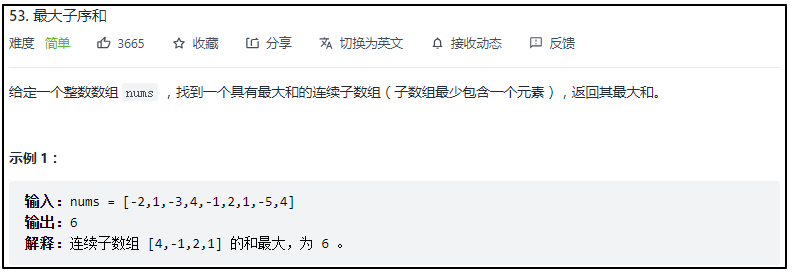 53. 最大子序和
难度 简单 3665 收藏 分享 切换为英文 接收动态 反馈
给定一个整数数组 nums ，找到一个具有最大和的连续子数组（子数组最少包含一个元素），返回其最大和。
示例 1：
输入：nums = [-2,1,-3,4,-1,2,1,-5,4]
输出：6
解释：连续子数组 [4,-1,2,1] 的和最大，为 6 。